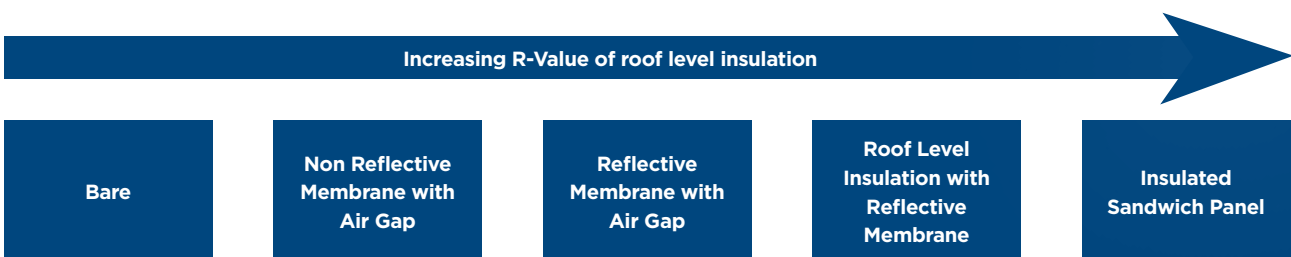 Increasing R-Value of roof level insulation
Bare
Non Reflective
Membrane with
Air Gap
Reflective
Membrane with
Air Gap
Roof Level
Insulation with
Reflective
Membrane
Insulated
Sandwich Panel